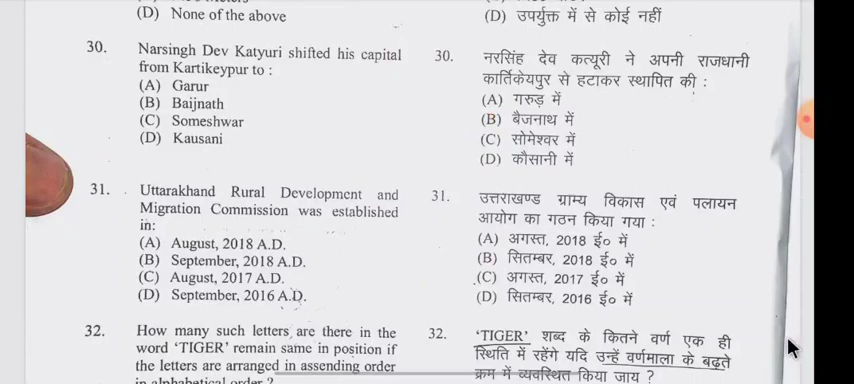 (D) None of the above
30. Narsingh Dev Katyuri shifted his capital
from Kartikeypur to :
(A) Garur
(B) Baijnath
(C) Someshwar
(D) Kausani
31. Uttarakhand Rural Development and
Migration Commission was established
in:
(A) August, 2018 A.D.
(B) September, 2018 A.D.
(C) August, 2017 A.D.
(D) September, 2016 A.D.
32. How many such letters are there in the
word ‘TIGER’ remain same in position if
the letters are arranged in assending order
in alphabetical order ?
(D) उपर्युक्त में से कोई नहीं
30. नरसिंह देव कत्यूरी ने अपनी राजधानी
कार्तिकेयपुर से हटाकर स्थापित की :
(A) गरुड़ में
(B) बैजनाथ में
(C) सोमेश्वर में
(D) कौसानी में
31. उत्तराखण्ड ग्राम्य विकास एवं पलायन
आयोग का गठन किया गया :
(A) अगस्त, 2018 ई० में
(B) सितम्बर, 2018 ई० में
(C) अगस्त, 2017 ई० में
(D) सितम्बर, 2016 ई० में
32. ‘TIGER’ शब्द के कितने वर्ण एक ही
स्थिति में रहेंगे यदि उन्हें वर्णमाला के बढ़ते
क्रम में व्यवस्थित किया जाय ?